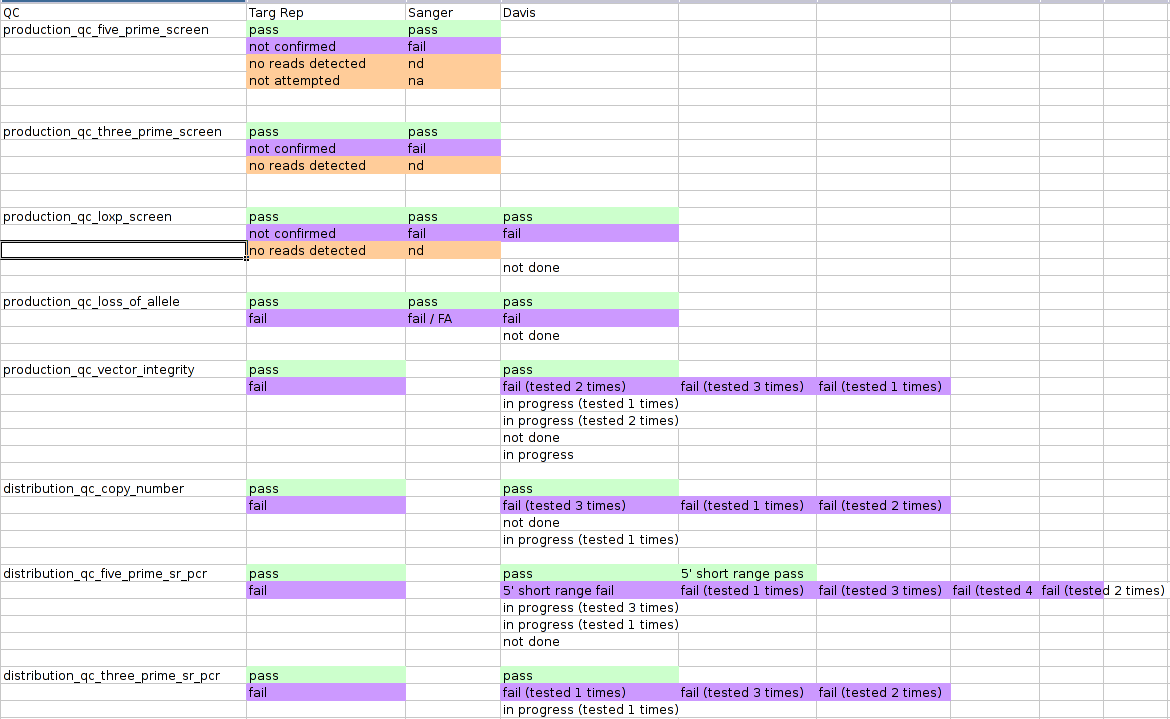 QC Targ Rep Sanger Davis
production_qc_five_prime_screen pass pass
not confirmed fail
no reads detected nd
not attempted na
production_qc_three_prime_screen pass pass
not confirmed fail
no reads detected nd
production_qc_loxp_screen pass pass pass
not confirmed fail fail
no reads detected nd
not done
production_qc_loss_of_allele pass pass pass
fail fail / FA fail
not done
production_qc_vector_integrity pass pass
fail fail (tested 2 times) fail (tested 3 times) fail (tested 1 times)
in progress (tested 1 times)
in progress (tested 2 times)
not done
in progress
distribution_qc_copy_number pass pass
fail fail (tested 3 times) fail (tested 1 times) fail (tested 2 times)
not done
in progress (tested 1 times)
distribution_qc_five_prime_sr_pcr pass pass 5' short range pass
fail 5' short range fail fail (tested 1 times) fail (tested 3 times) fail (tested 4 fail (tested 2 times)
in progress (tested 3 times)
in progress (tested 1 times)
not done
distribution_qc_three_prime_sr_pcr pass pass
fail fail (tested 1 times) fail (tested 3 times) fail (tested 2 times)
in progress (tested 1 times)